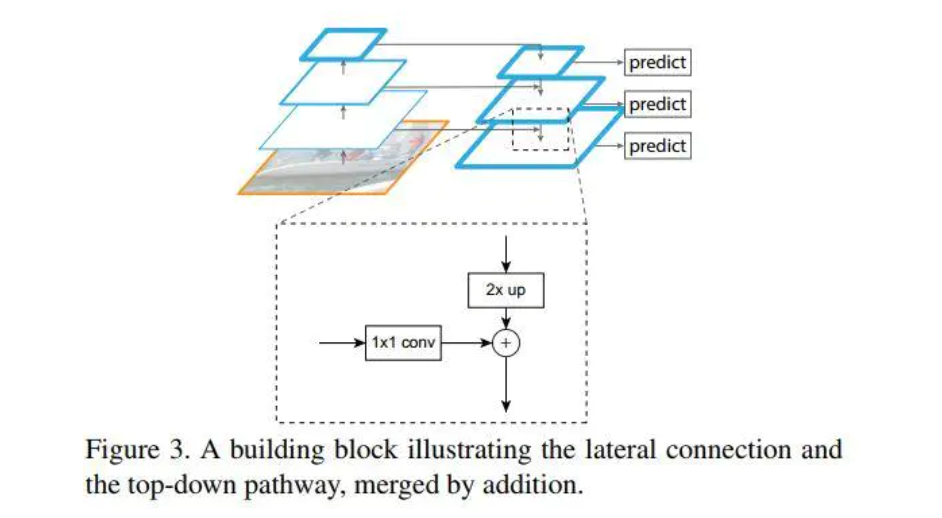 predict
predict
predict
2x up
1x1 conv
+
Figure 3. A building block illustrating the lateral connection and
the top-down pathway, merged by addition.